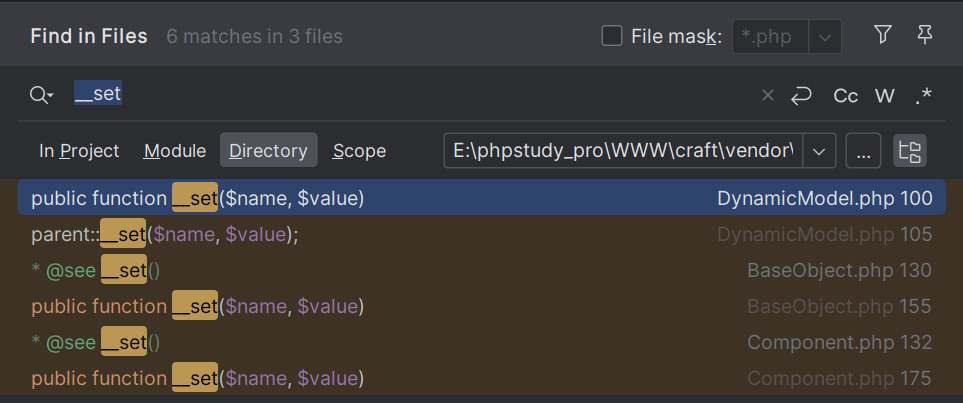 Find in Files 6 matches in 3 files File mask: *.php
__set × Cc W .*
In Project Module Directory Scope E:\phpstudy_pro\WWW\craft\vendor\ ...
public function __set($name, $value) DynamicModel.php 100
parent::__set($name, $value); DynamicModel.php 105
* @see __set() BaseObject.php 130
public function __set($name, $value) BaseObject.php 155
* @see __set() Component.php 132
public function __set($name, $value) Component.php 175